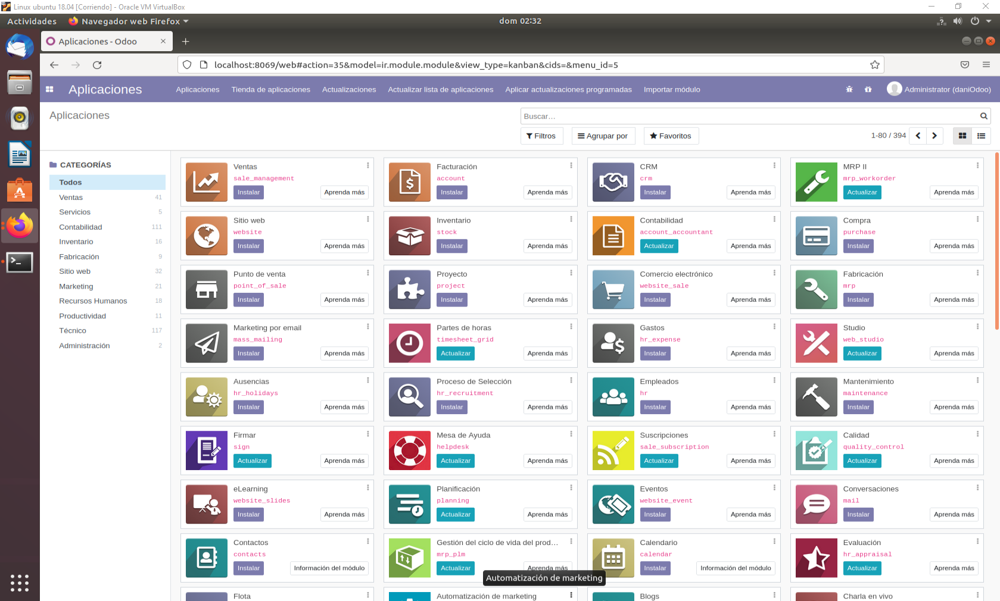 Linux ubuntu 18.04 [Corriendo] - Oracle VM VirtualBox
Actividades Navegador web Firefox dom 02:32
Aplicaciones - Odoo
localhost:8069/web#action=35&model=ir.module.module&view_type=kanban&cids=&menu_id=5
Aplicaciones Aplicaciones Tienda de aplicaciones Actualizaciones Actualizar lista de aplicaciones Aplicar actualizaciones programadas Importar módulo Administrator (daniOdoo)
Aplicaciones
Buscar...
Filtros Agrupar por Favoritos 1-80 / 394
CATEGORÍAS
Todos
Ventas 41
Servicios 5
Contabilidad 111
Inventario 16
Fabricación 9
Sitio web 32
Marketing 21
Recursos Humanos 18
Productividad 11
Técnico 117
Administración 2
Ventas
sale_management
Instalar Aprenda más
Facturación
account
Instalar Aprenda más
CRM
crm
Instalar Aprenda más
MRP II
mrp_workorder
Actualizar Aprenda más
Sitio web
website
Instalar Aprenda más
Inventario
stock
Instalar Aprenda más
Contabilidad
account_accountant
Actualizar Aprenda más
Compra
purchase
Instalar Aprenda más
Punto de venta
point_of_sale
Instalar Aprenda más
Proyecto
project
Instalar Aprenda más
Comercio electrónico
website_sale
Instalar Aprenda más
Fabricación
mrp
Instalar Aprenda más
Marketing por email
mass_mailing
Instalar Aprenda más
Partes de horas
timesheet_grid
Actualizar Aprenda más
Gastos
hr_expense
Instalar Aprenda más
Studio
web_studio
Actualizar Aprenda más
Ausencias
hr_holidays
Instalar Aprenda más
Proceso de Selección
hr_recruitment
Instalar Aprenda más
Empleados
hr
Instalar Aprenda más
Mantenimiento
maintenance
Instalar Aprenda más
Firmar
sign
Actualizar Aprenda más
Mesa de Ayuda
helpdesk
Actualizar Aprenda más
Suscripciones
sale_subscription
Actualizar Aprenda más
Calidad
quality_control
Actualizar Aprenda más
eLearning
website_slides
Instalar Aprenda más
Planificación
planning
Actualizar Aprenda más
Eventos
website_event
Instalar Aprenda más
Conversaciones
mail
Instalar Aprenda más
Contactos
contacts
Instalar Información del módulo
Gestión del ciclo de vida del prod...
mrp_plm
Actualizar Aprenda más
Calendario
calendar
Instalar Información del módulo
Evaluación
hr_appraisal
Actualizar Aprenda más
Automatización de marketing
Flota
Automatización de marketing
Blogs
Charla en vivo